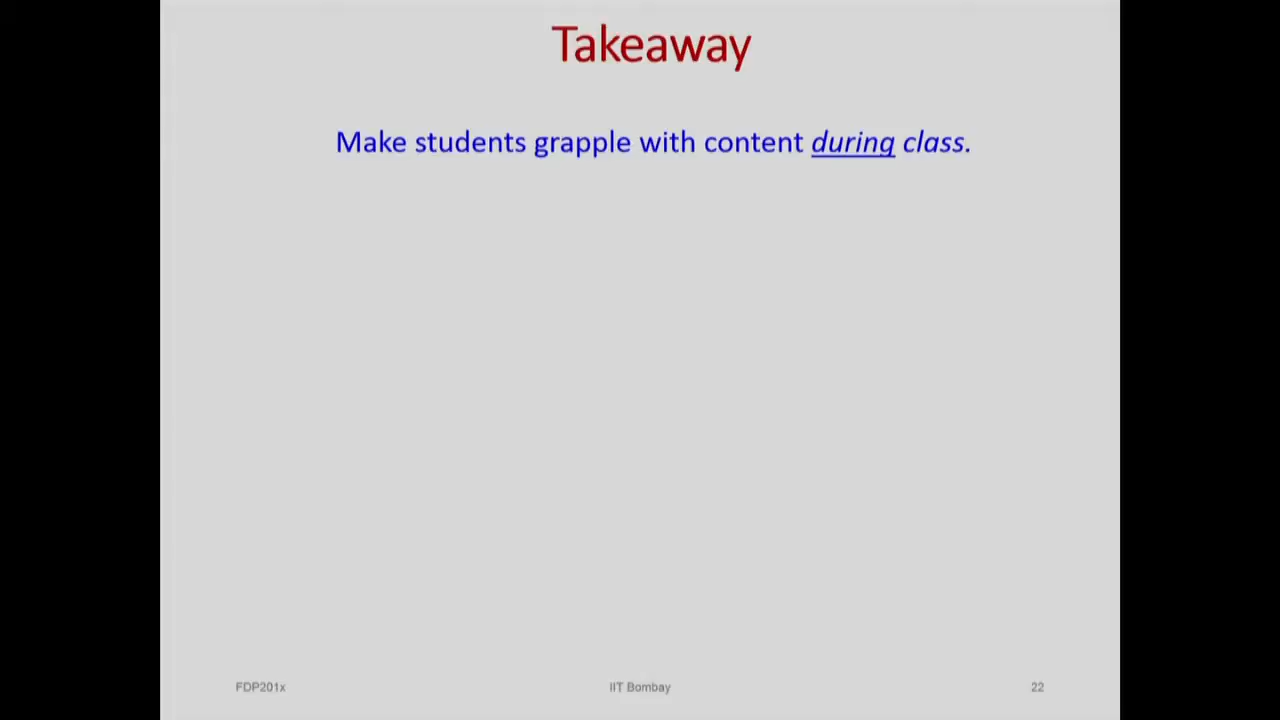 Takeaway
Make students grapple with content during class.
FDP201x IIT Bombay 22